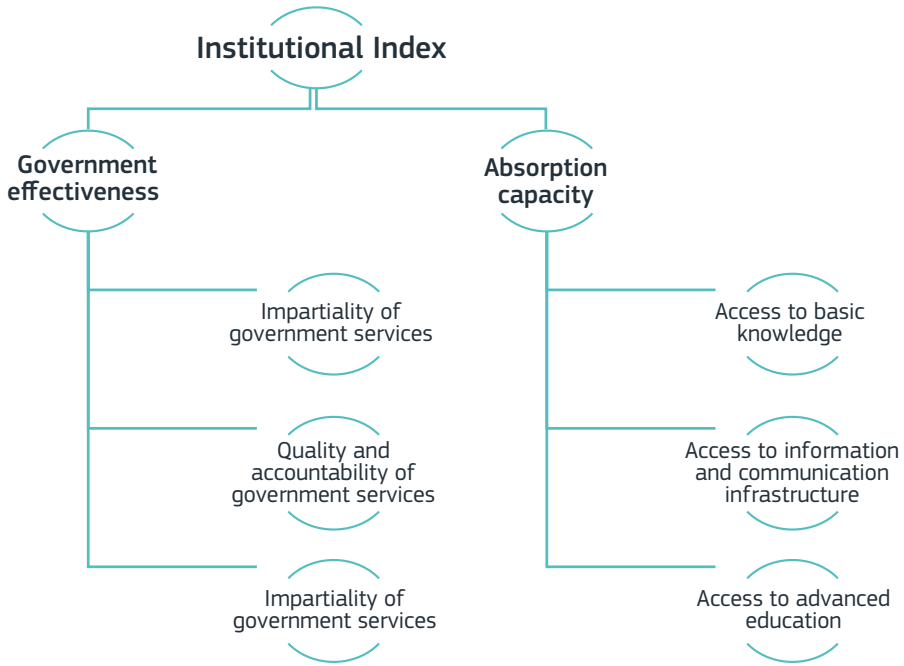 Institutional Index
Government
effectiveness
Impartiality of
government services
Quality and
accountability of
government services
Impartiality of
government services
Absorption
capacity
Access to basic
knowledge
Access to information
and communication
infrastructure
Access to advanced
education